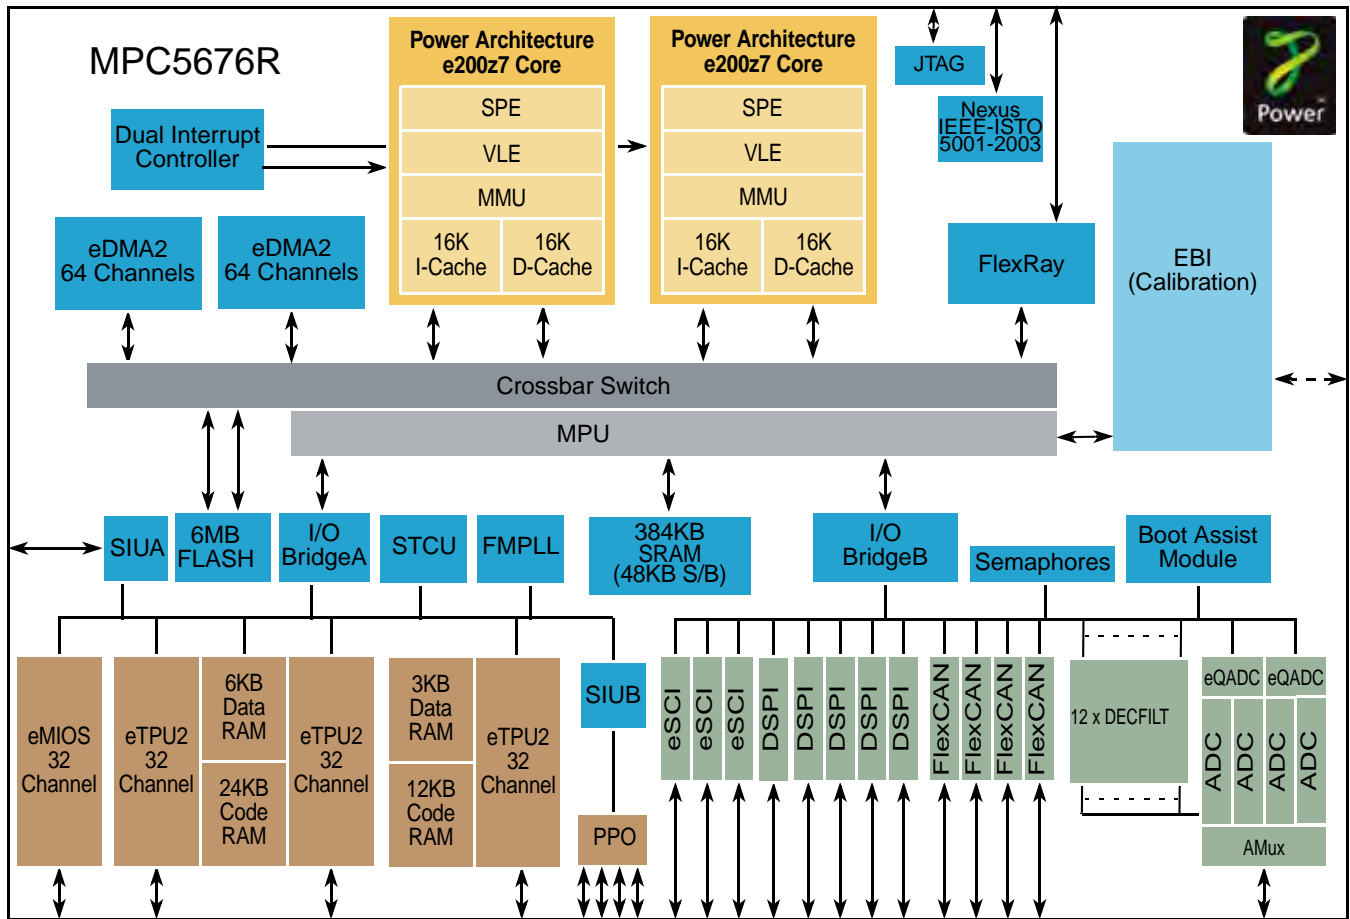 MPC5676R
Power Architecture
e200z7 Core
SPE
VLE
MMU
16K
I-Cache
16K
D-Cache
Power Architecture
e200z7 Core
SPE
VLE
MMU
16K
I-Cache
16K
D-Cache
JTAG
Nexus
IEEE-ISTO
5001-2003
Power
Dual Interrupt
Controller
eDMA2
64 Channels
eDMA2
64 Channels
FlexRay
EBI
(Calibration)
Crossbar Switch
MPU
SIUA
6MB
FLASH
I/O
BridgeA
STCU
FMPLL
384KB
SRAM
(48KB S/B)
I/O
BridgeB
Semaphores
Boot Assist
Module
eMIOS
32
Channel
eTPU2
32
Channel
6KB
Data
RAM
24KB
Code
RAM
eTPU2
32
Channel
3KB
Data
RAM
12KB
Code
RAM
eTPU2
32
Channel
SIUB
PPO
eSCI
eSCI
eSCI
DSPI
DSPI
DSPI
DSPI
DSPI
FlexCAN
FlexCAN
FlexCAN
FlexCAN
12 x DECFILT
eQADC
eQADC
ADC
ADC
ADC
ADC
AMux